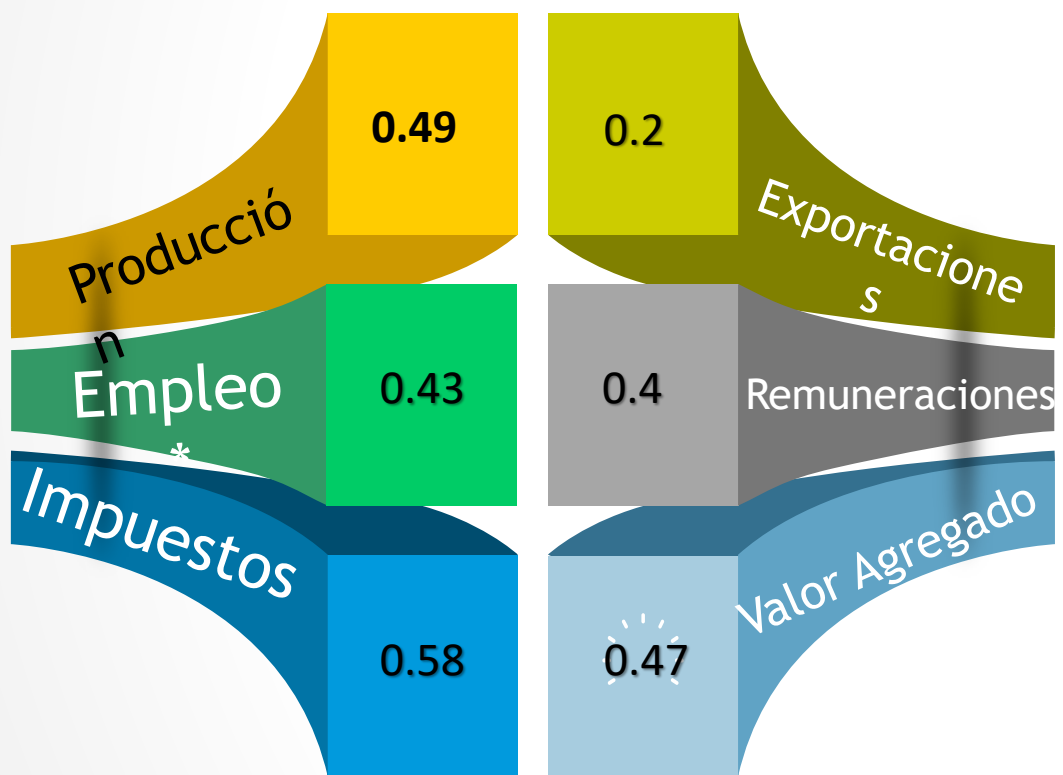 0.49
Producció
n
0.2
Exportacione
s
0.43
Empleo
*
0.4
Remuneraciones
Impuestos
0.58
0.47
Valor Agregado